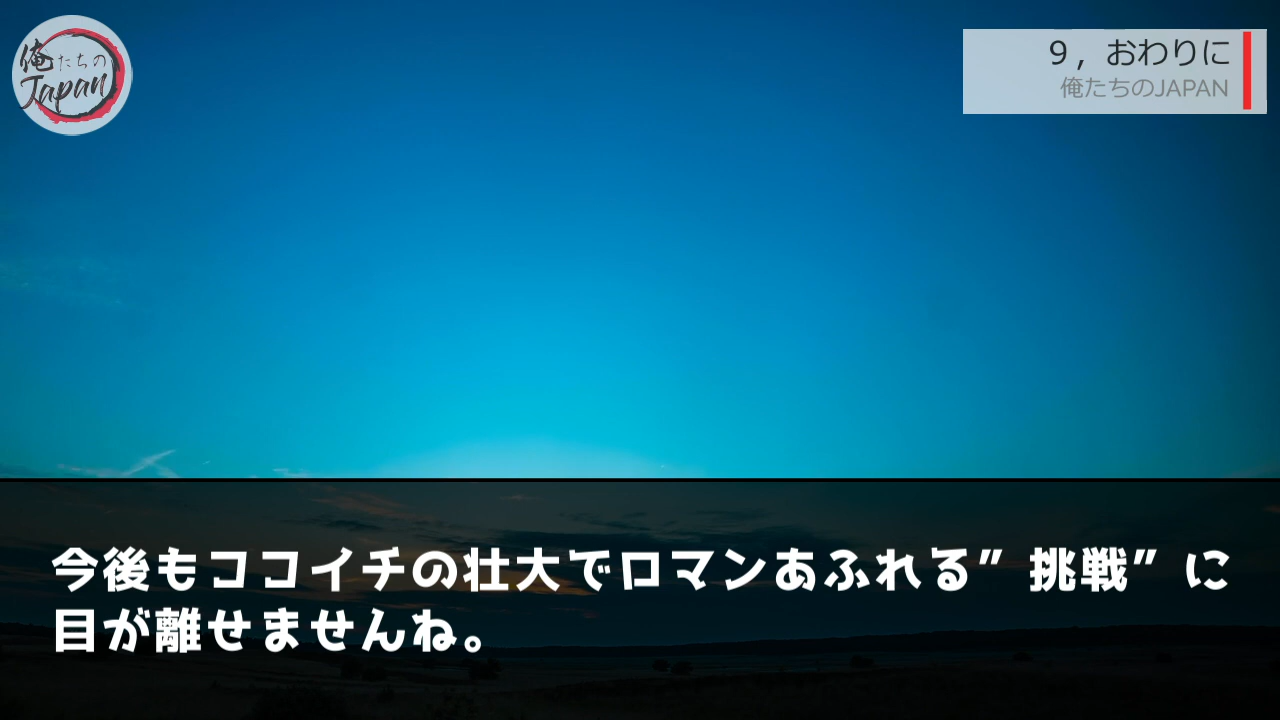 俺たちの
Japan
９，おわりに
俺たちのJAPAN
今後もココイチの壮大でロマンあふれる”挑戦”に
目が離せませんね。